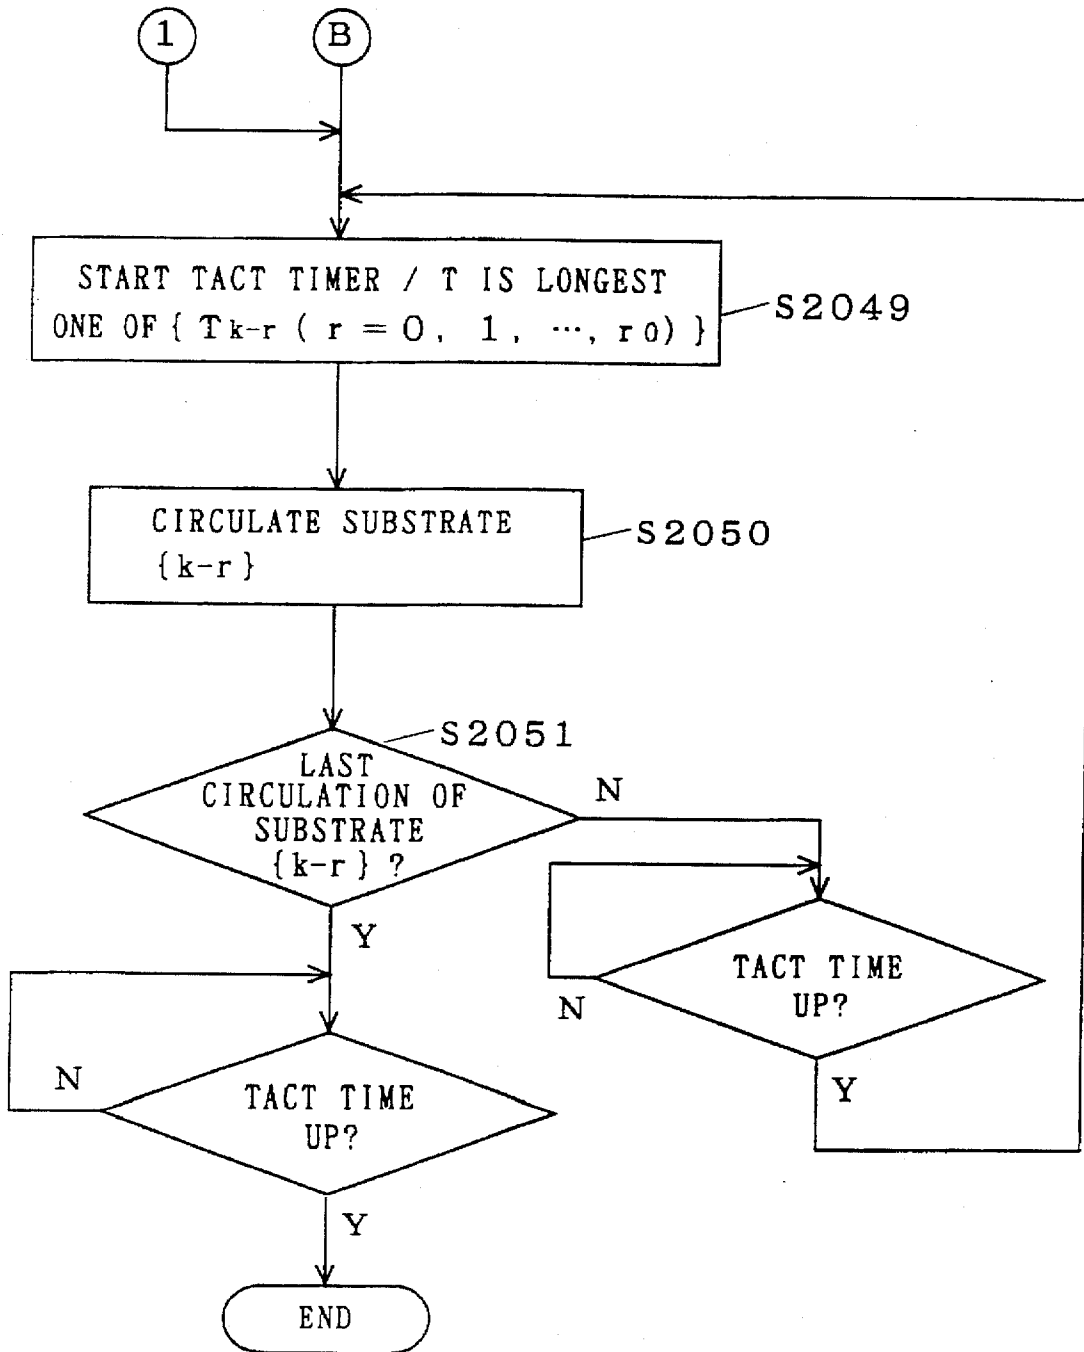 1
B
START TACT TIMER / T IS LONGEST
ONE OF { Tk-r ( r = 0, 1, ···, r0) }
S2049
CIRCULATE SUBSTRATE
{k-r}
S2050
S2051
LAST
CIRCULATION OF
SUBSTRATE
{k-r} ?
N
Y
TACT TIME
UP?
N
Y
TACT TIME
UP?
N
Y
END